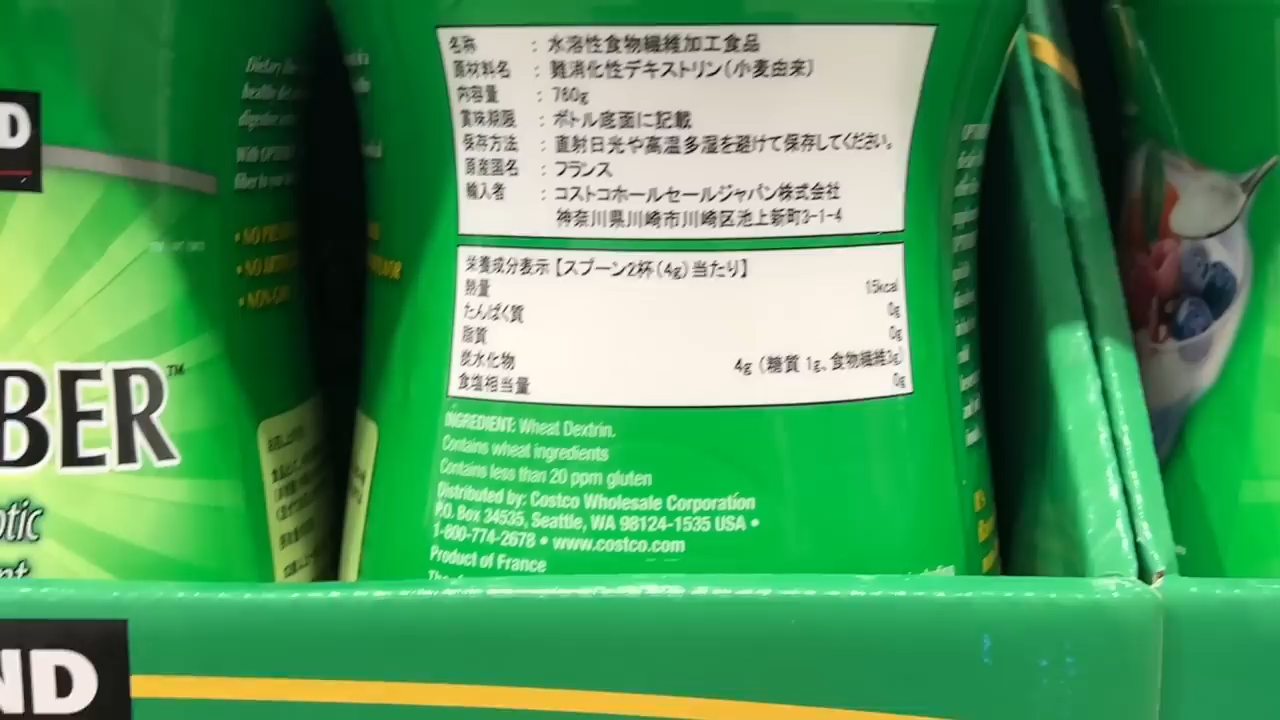 名称 : 水溶性食物繊維加工食品
原材料名 : 難消化性デキストリン(小麦由来)
内容量 : 760g
賞味期限 : ボトル底面に記載
保存方法 : 直射日光や高温多湿を避けて保存してください。
原産国名 : フランス
輸入者 : コストコホールセールジャパン株式会社
神奈川県川崎市川崎区池上新町3-1-4
栄養成分表示【スプーン2杯(4g)当たり】
熱量 15kcal
たんぱく質 0g
脂質 0g
炭水化物 4g (糖質 1g、食物繊維3g)
食塩相当量 0g
INGREDIENT: Wheat Dextrin.
Contains wheat ingredients
Contains less than 20 ppm gluten
Distributed by: Costco Wholesale Corporation
P.O. Box 34535, Seattle, WA 98124-1535 USA •
1-800-774-2678 • www.costco.com
Product of France
D
BER™
otic
nt
Dietary
• NON-GM
ND